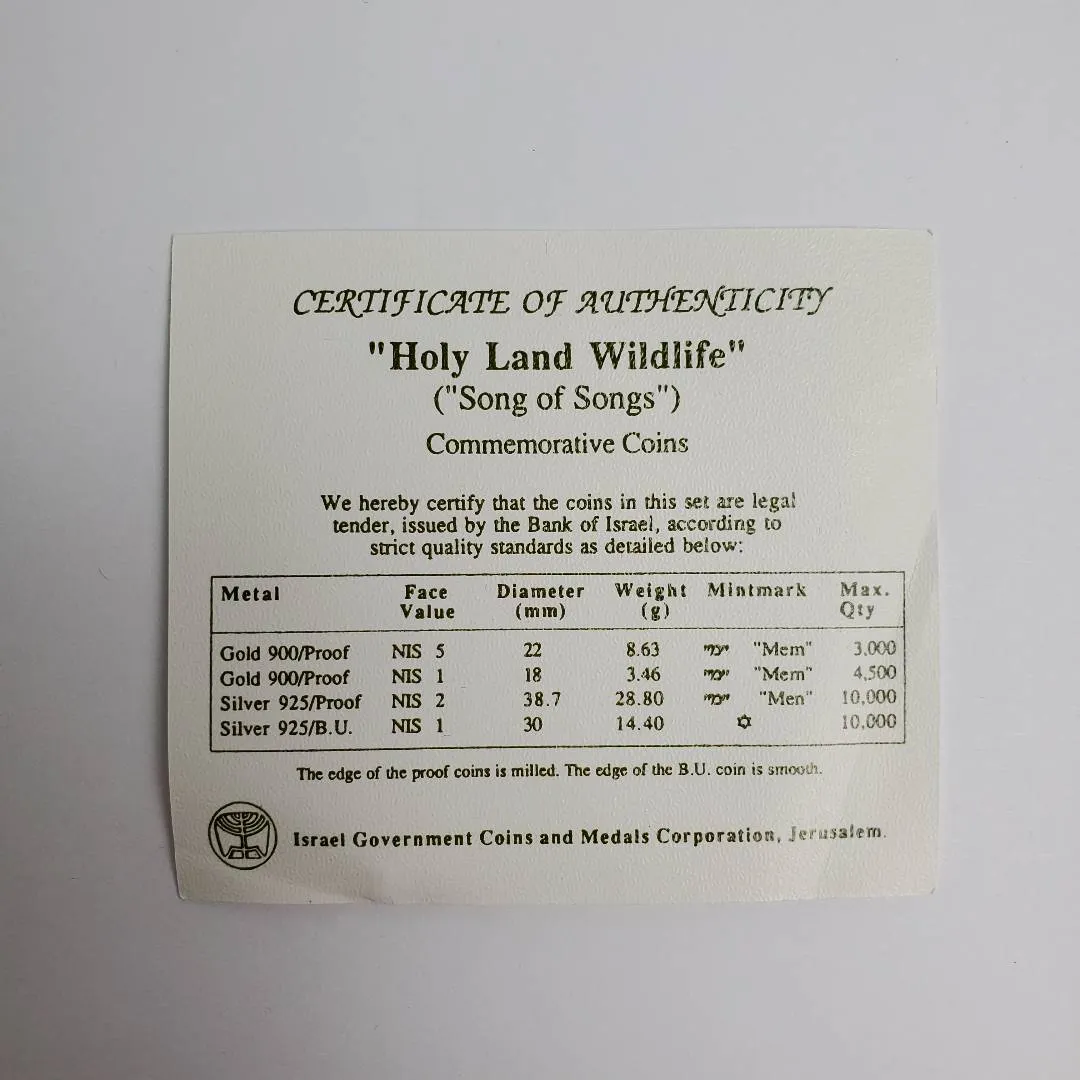 CERTIFICATE OF AUTHENTICITY
"Holy Land Wildlife"
("Song of Songs")
Commemorative Coins
We hereby certify that the coins in this set are legal
tender, issued by the Bank of Israel, according to
strict quality standards as detailed below:
Metal Face Value Diameter (mm) Weight (g) Mintmark Max. Qty
Gold 900/Proof NIS 5 22 8.63 "Mem" 3,000
Gold 900/Proof NIS 1 18 3.46 "Mem" 4,500
Silver 925/Proof NIS 2 38.7 28.80 "Men" 10,000
Silver 925/B.U. NIS 1 30 14.40 ✡ 10,000
The edge of the proof coins is milled. The edge of the B.U. coin is smooth.
Israel Government Coins and Medals Corporation, Jerusalem.